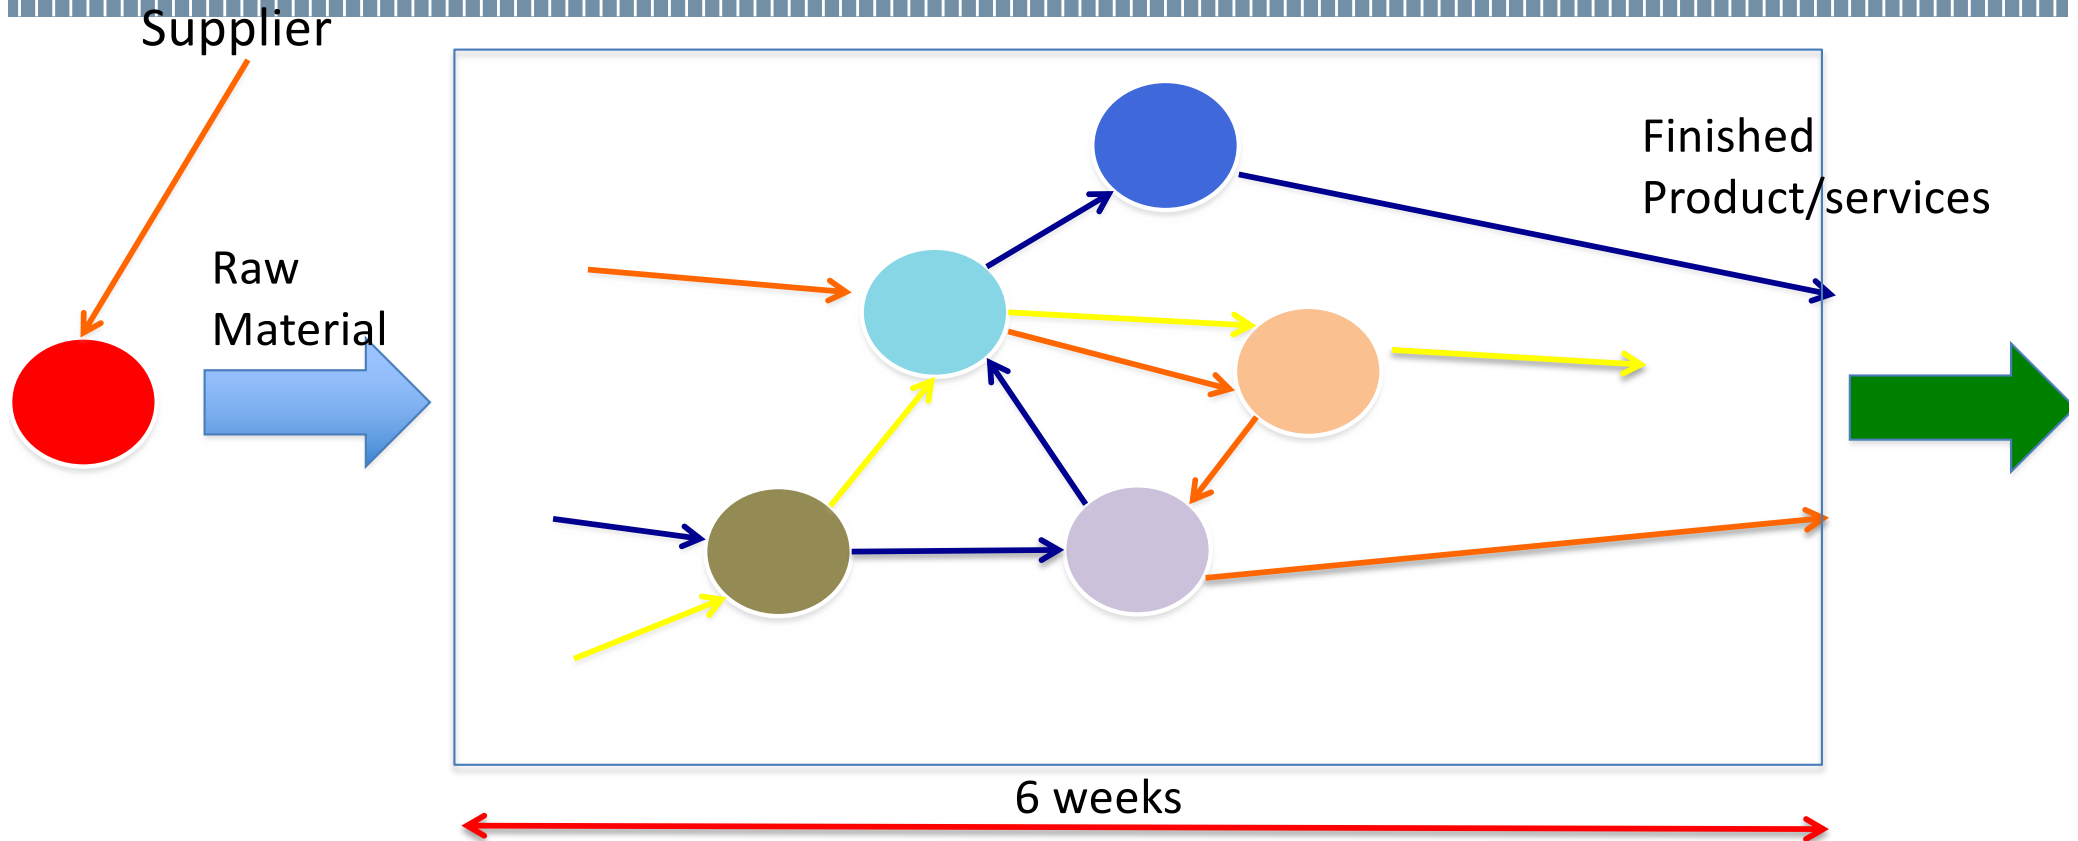 Supplier
Raw
Material
Finished
Product/services
6 weeks